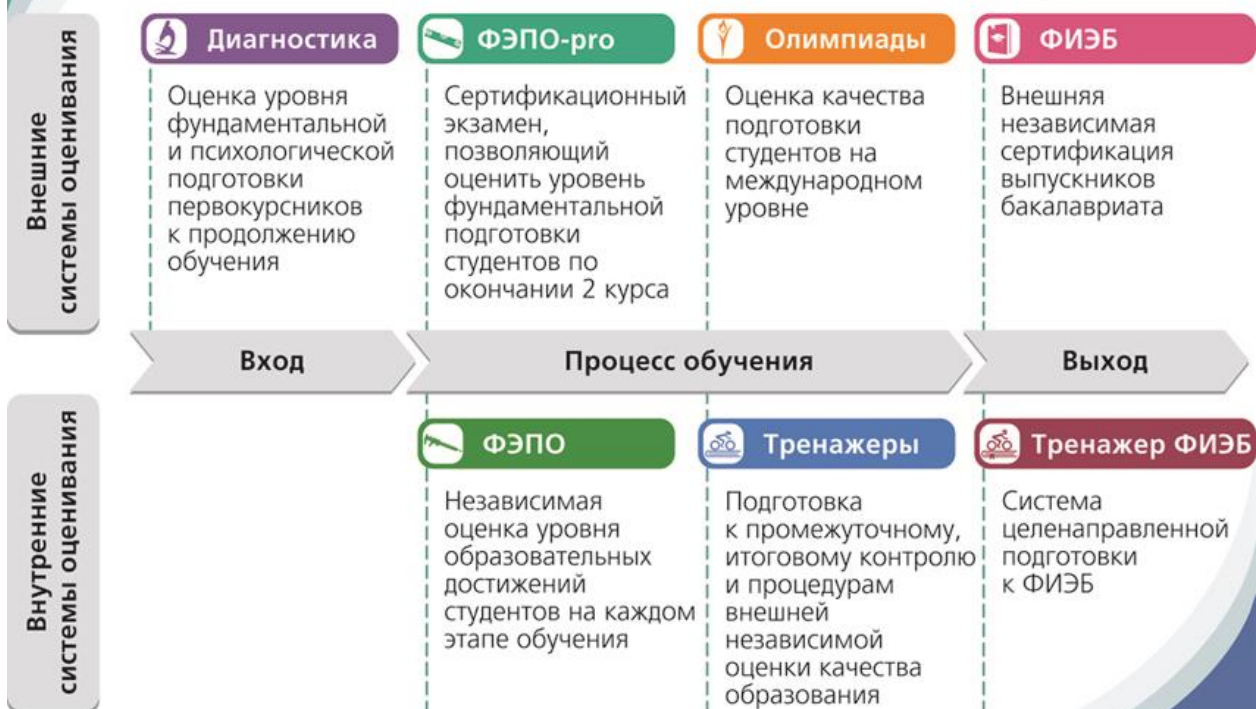 Внешние
системы оценивания
Диагностика
Оценка уровня
фундаментальной
и психологической
подготовки
первокурсников
к продолжению
обучения
ФЭПО-pro
Сертификационный
экзамен,
позволяющий
оценить уровень
фундаментальной
подготовки
студентов по
окончании 2 курса
Олимпиады
Оценка качества
подготовки
студентов на
международном
уровне
ФИЭБ
Внешняя
независимая
сертификация
выпускников
бакалавриата
Вход
Процесс обучения
Выход
Внутренние
системы оценивания
ФЭПО
Независимая
оценка уровня
образовательных
достижений
студентов на каждом
этапе обучения
Тренажеры
Подготовка
к промежуточному,
итоговому контролю
и процедурам
внешней
независимой
оценки качества
образования
Тренажер ФИЭБ
Система
целенаправленной
подготовки
к ФИЭБ